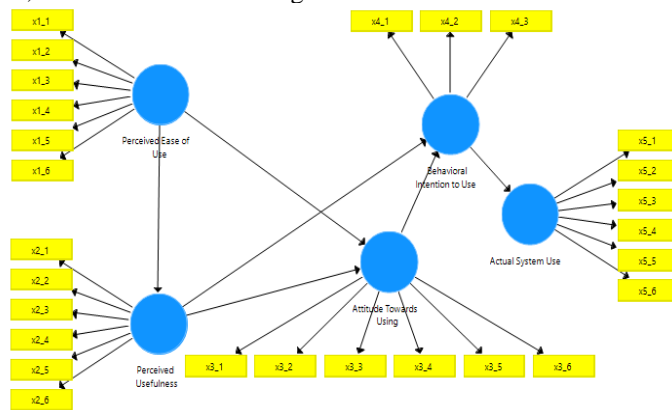 x1_1
x1_2
x1_3
x1_4
x1_5
x1_6
Perceived Ease of
Use
x4_1
x4_2
x4_3
Behavioral
Intention to Use
x5_1
x5_2
x5_3
x5_4
x5_5
x5_6
Actual System Use
x2_1
x2_2
x2_3
x2_4
x2_5
x2_6
Perceived
Usefulness
Attitude Towards
Using
x3_1
x3_2
x3_3
x3_4
x3_5
x3_6